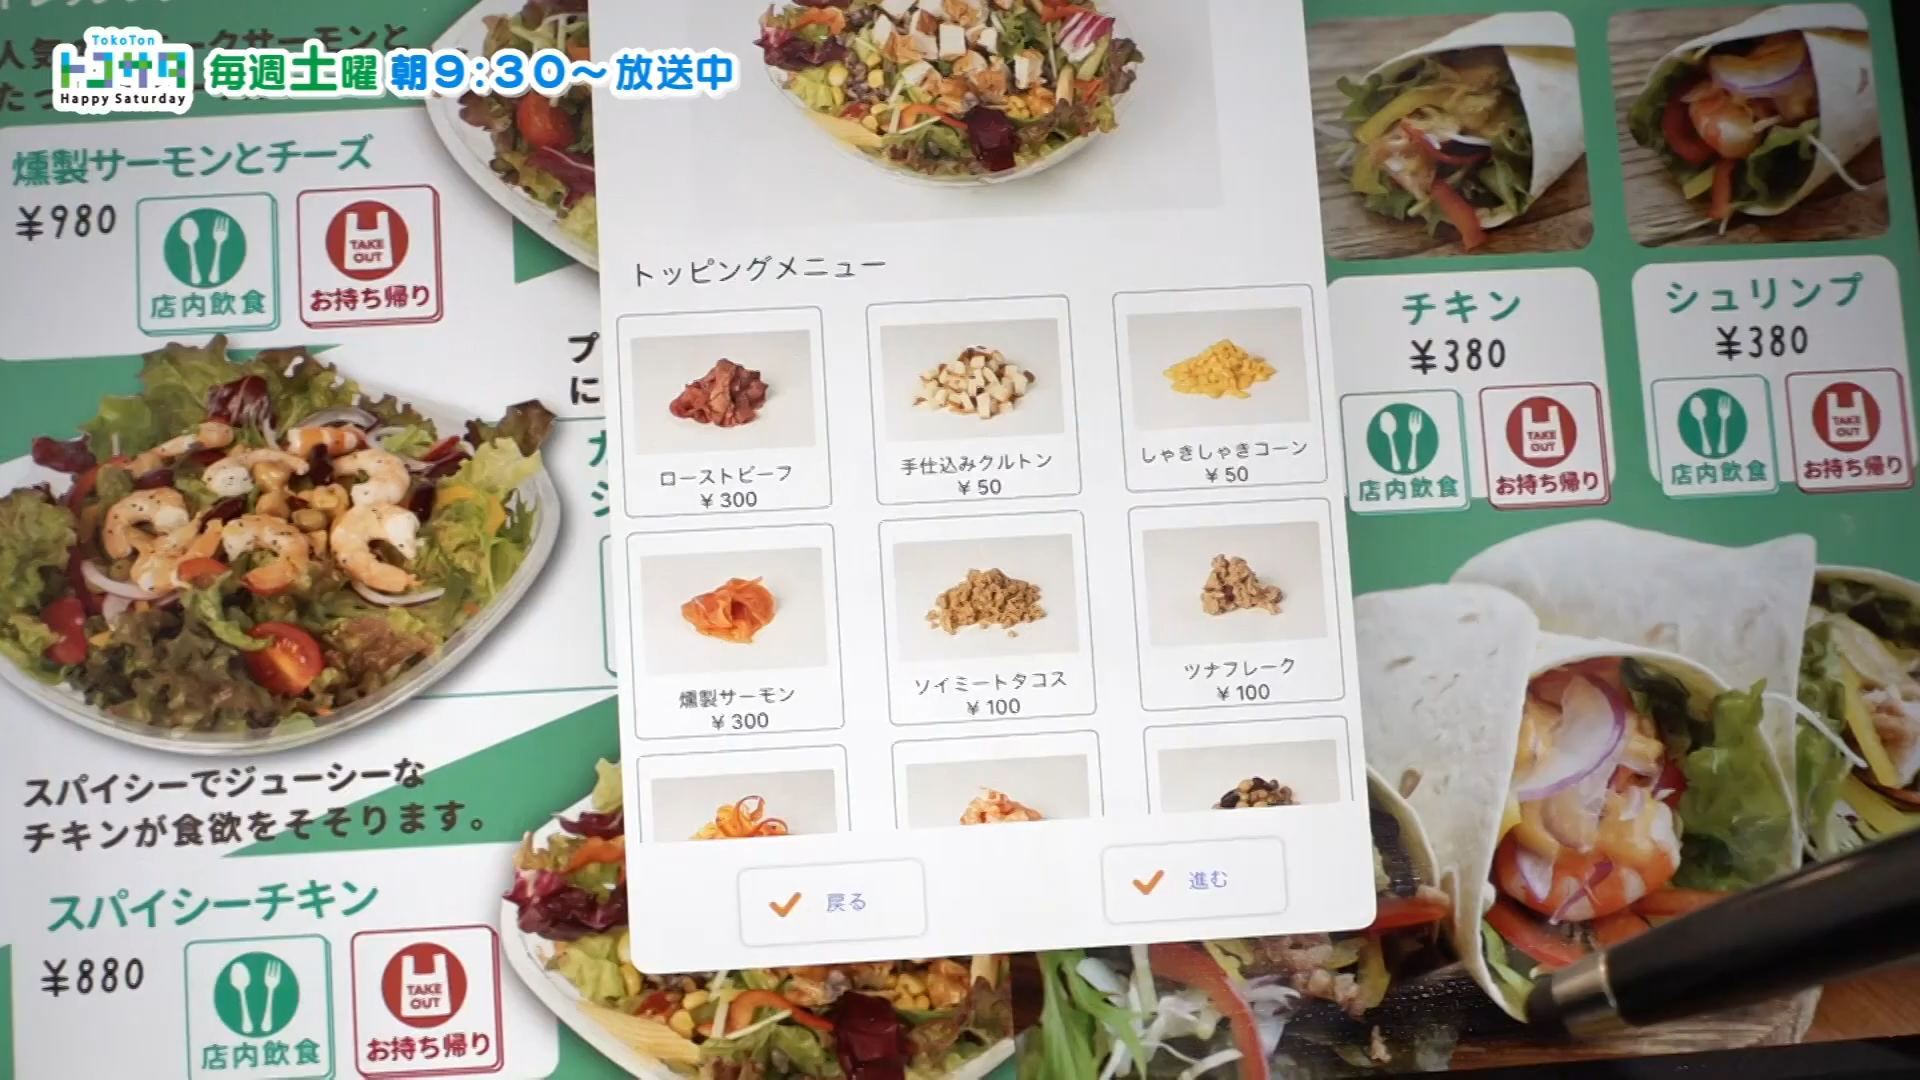 TokoTon
トコサタ
Happy Saturday
毎週土曜 朝9:30～放送中
燻製サーモンとチーズ
¥980
店内飲食
TAKE OUT
お持ち帰り
スパイシーでジューシーな
チキンが食欲をそそります。
スパイシーチキン
¥880
店内飲食
TAKE OUT
お持ち帰り
トッピングメニュー
ローストビーフ
¥300
手仕込みクルトン
¥50
しゃきしゃきコーン
¥50
燻製サーモン
¥300
ソイミートタコス
¥100
ツナフレーク
¥100
戻る
進む
チキン
¥380
店内飲食
TAKE OUT
お持ち帰り
シュリンプ
¥380
店内飲食
TAKE OUT
お持ち帰り